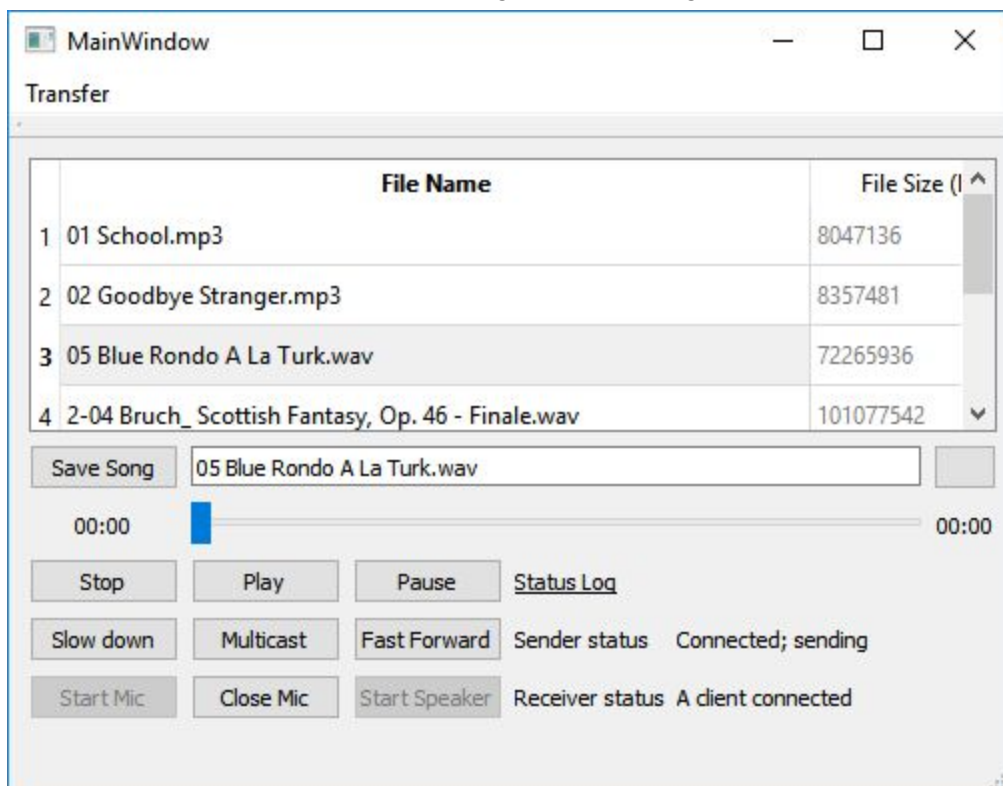 MainWindow
Transfer
File Name File Size (
1 01 School.mp3 8047136
2 02 Goodbye Stranger.mp3 8357481
3 05 Blue Rondo A La Turk.wav 72265936
4 2-04 Bruch_ Scottish Fantasy, Op. 46 - Finale.wav 101077542
Save Song 05 Blue Rondo A La Turk.wav
00:00 00:00
Stop Play Pause Status Log
Slow down Multicast Fast Forward Sender status Connected; sending
Start Mic Close Mic Start Speaker Receiver status A client connected